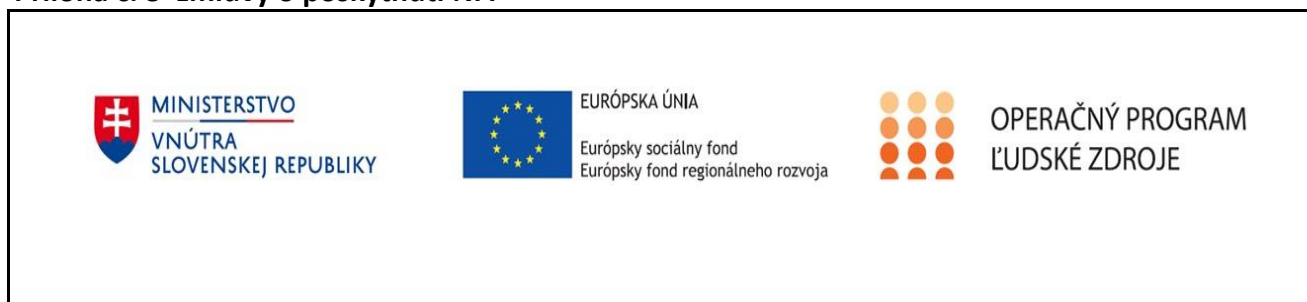 MINISTERSTVO
VNÚTRA
SLOVENSKEJ REPUBLIKY
EURÓPSKA ÚNIA
Európsky sociálny fond
Európsky fond regionálneho rozvoja
OPERAČNÝ PROGRAM
ĽUDSKÉ ZDROJE